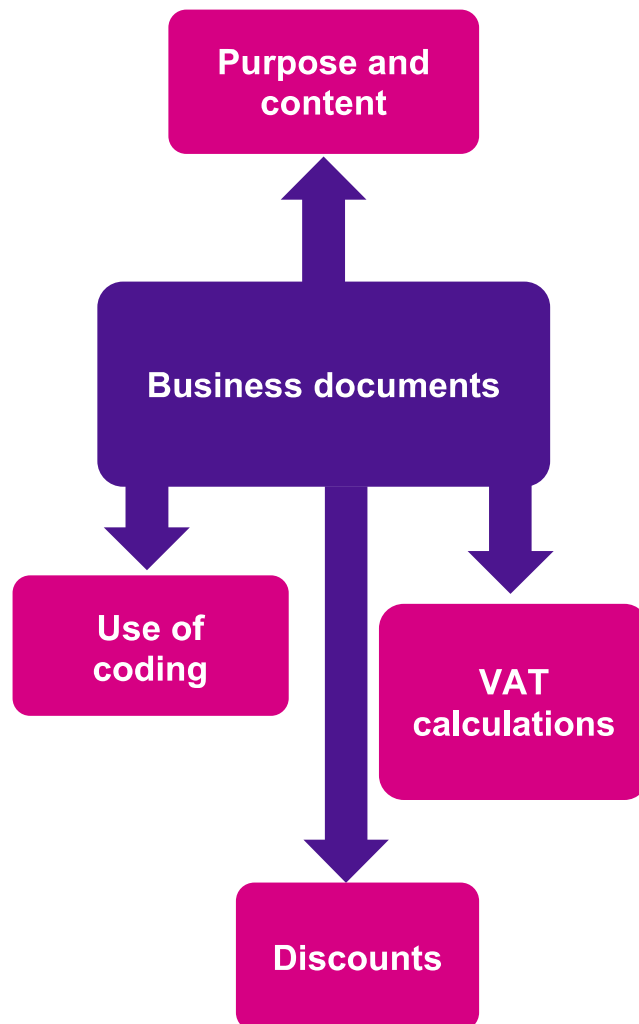 Purpose and
content
Business documents
Use of
coding
VAT
calculations
Discounts